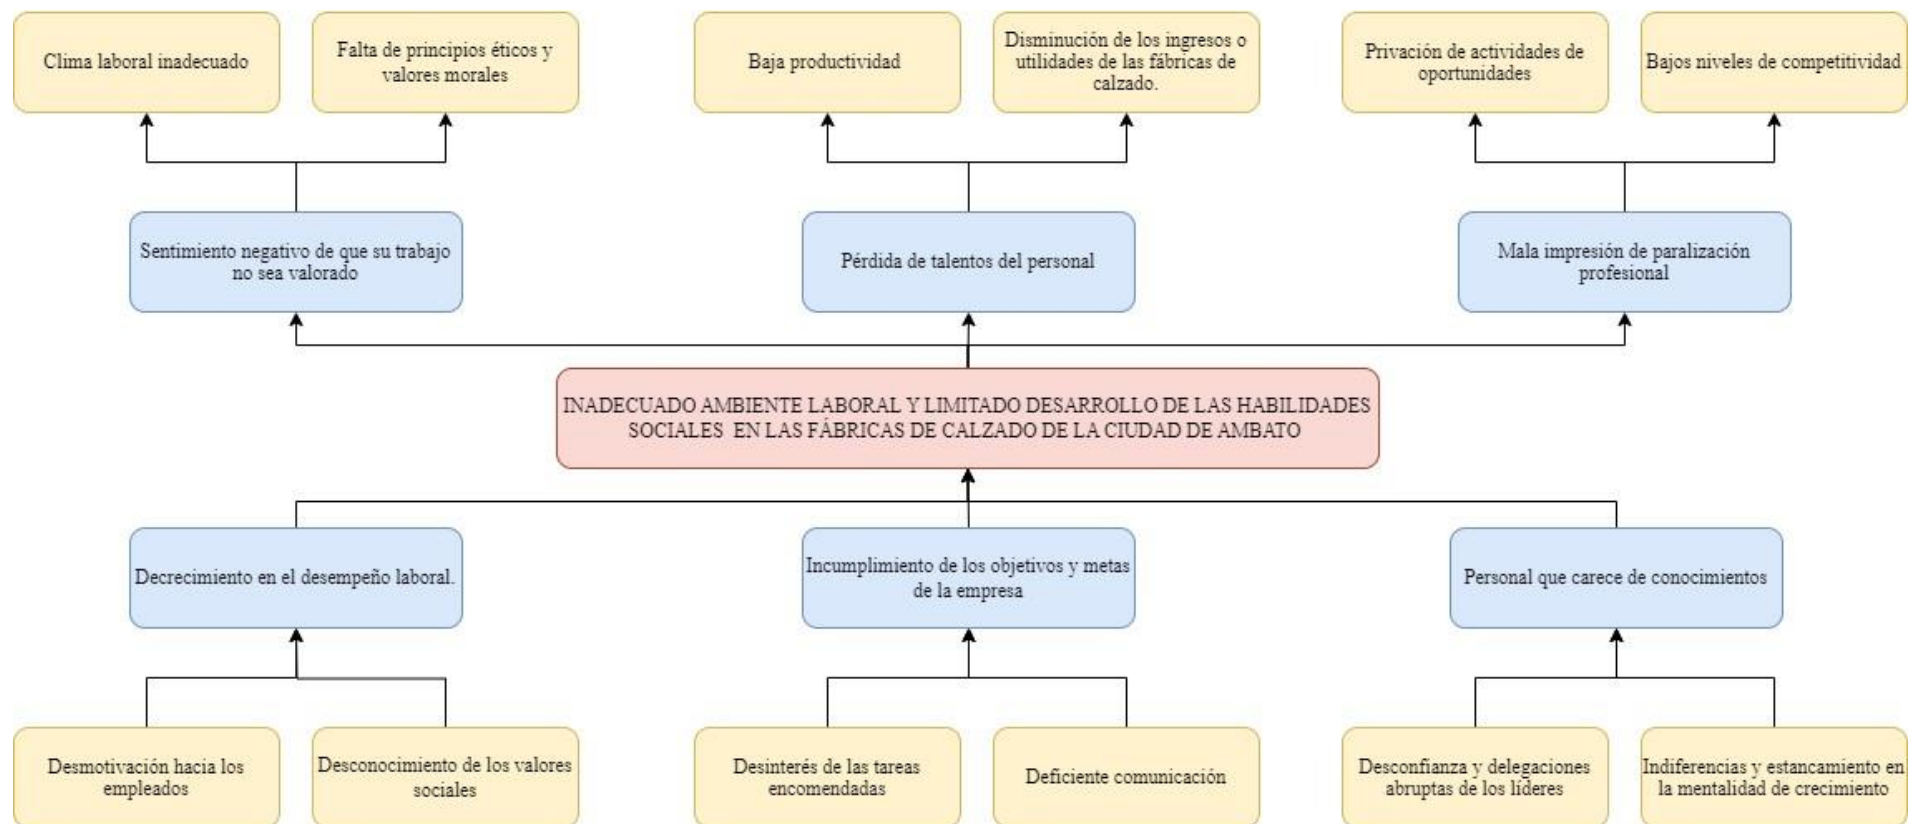 Clima laboral inadecuado
Falta de principios éticos y
valores morales
Baja productividad
Disminución de los ingresos o
utilidades de las fábricas de
calzado.
Privación de actividades de
oportunidades
Bajos niveles de competitividad
Sentimiento negativo de que su trabajo
no sea valorado
Pérdida de talentos del personal
Mala impresión de paralización
profesional
INADECUADO AMBIENTE LABORAL Y LIMITADO DESARROLLO DE LAS HABILIDADES
SOCIALES EN LAS FÁBRICAS DE CALZADO DE LA CIUDAD DE AMBATO
Decrecimiento en el desempeño laboral.
Incumplimiento de los objetivos y metas
de la empresa
Personal que carece de conocimientos
Desmotivación hacia los
empleados
Desconocimiento de los valores
sociales
Desinterés de las tareas
encomendadas
Deficiente comunicación
Desconfianza y delegaciones
abruptas de los líderes
Indiferencias y estancamiento en
la mentalidad de crecimiento